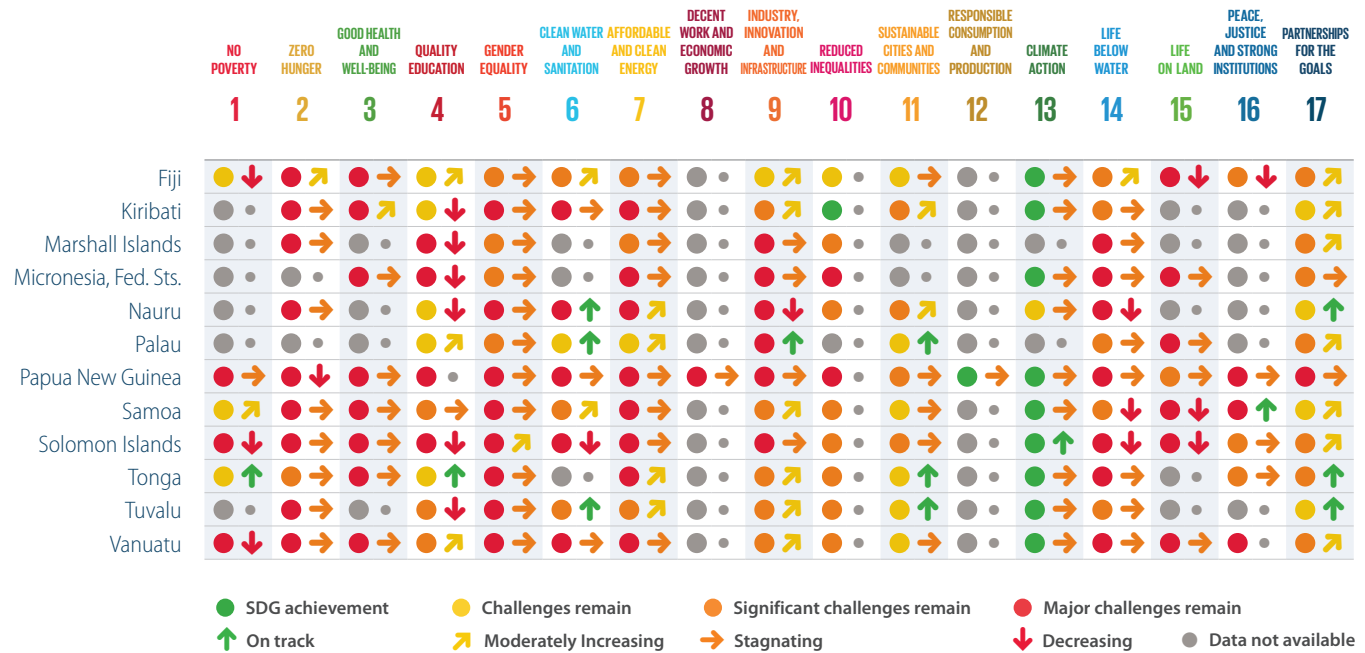 NO
POVERTY
ZERO
HUNGER
GOOD HEALTH
AND
WELL-BEING
QUALITY
EDUCATION
GENDER
EQUALITY
CLEAN WATER
AND
SANITATION
AFFORDABLE
AND CLEAN
ENERGY
DECENT
WORK AND
ECONOMIC
GROWTH
INDUSTRY,
INNOVATION
AND
INFRASTRUCTURE
REDUCED
INEQUALITIES
SUSTAINABLE
CITIES AND
COMMUNITIES
RESPONSIBLE
CONSUMPTION
AND
PRODUCTION
CLIMATE
ACTION
LIFE
BELOW
WATER
LIFE
ON LAND
PEACE,
JUSTICE
AND STRONG
INSTITUTIONS
PARTNERSHIPS
FOR THE
GOALS
1 2 3 4 5 6 7 8 9 10 11 12 13 14 15 16 17
Fiji
Kiribati
Marshall Islands
Micronesia, Fed. Sts.
Nauru
Palau
Papua New Guinea
Samoa
Solomon Islands
Tonga
Tuvalu
Vanuatu
SDG achievement Challenges remain Significant challenges remain Major challenges remain
On track Moderately Increasing Stagnating Decreasing Data not available